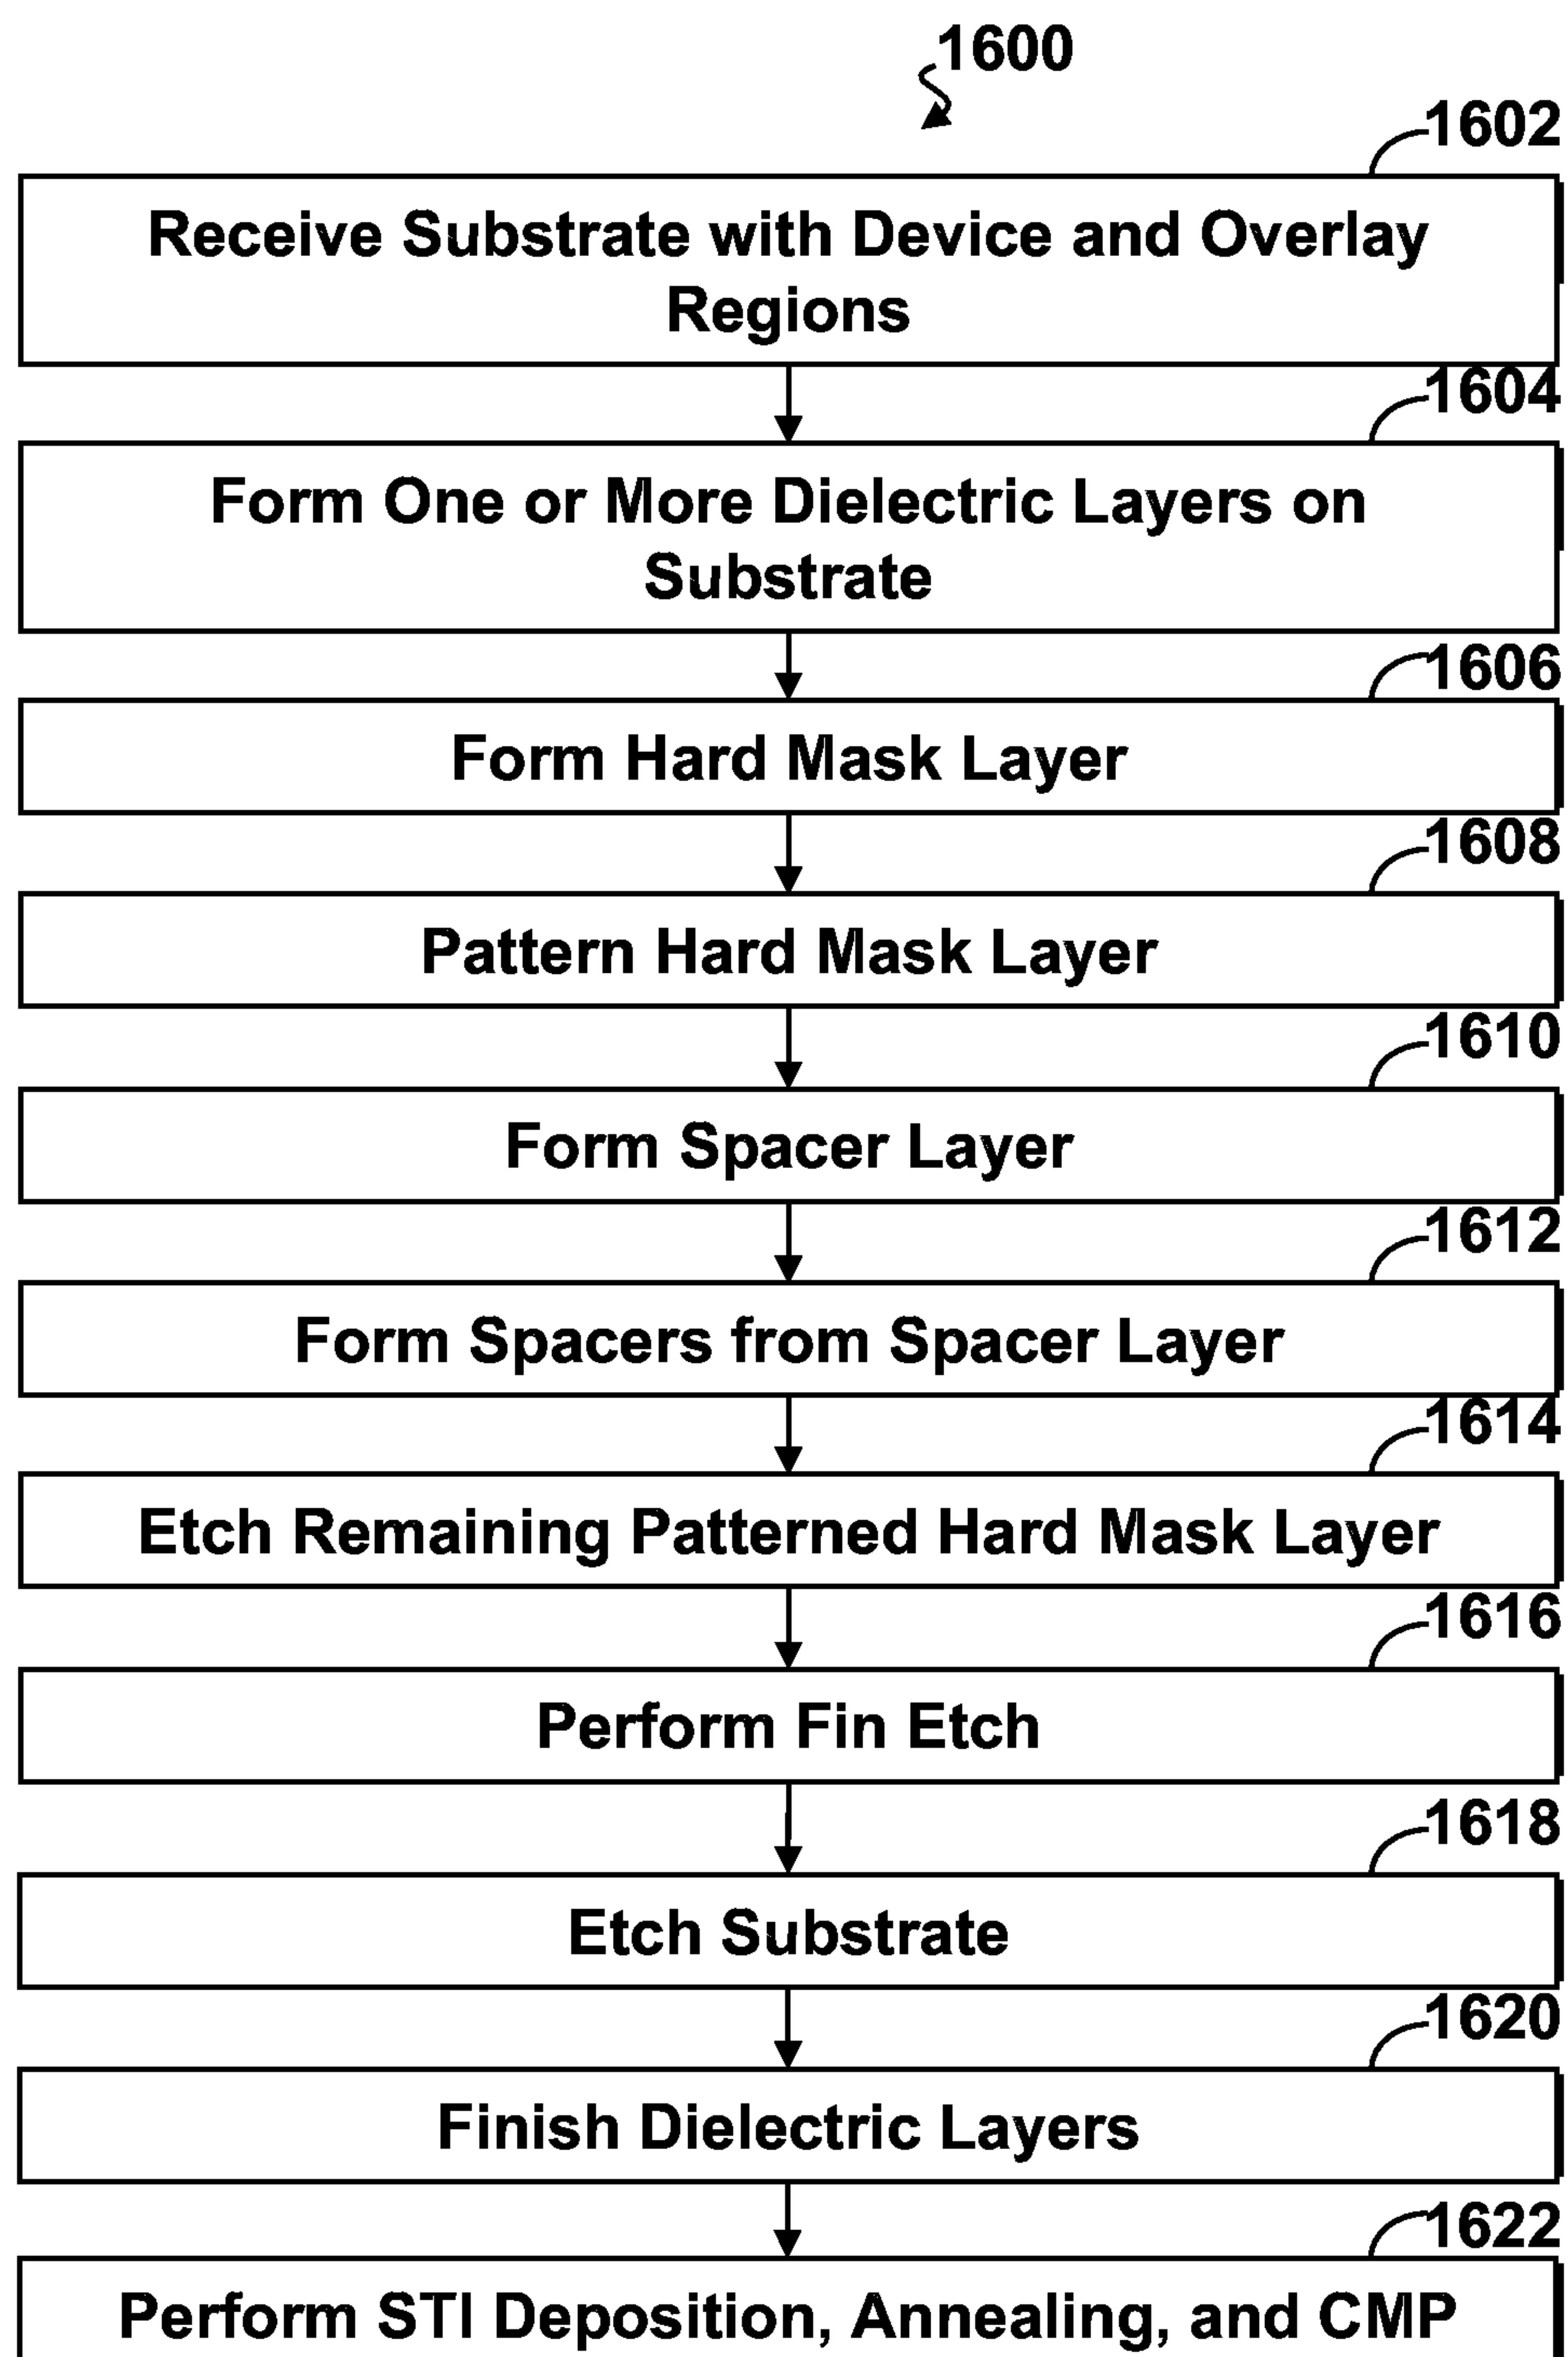 1600
1602
Receive Substrate with Device and Overlay
Regions
1604
Form One or More Dielectric Layers on
Substrate
1606
Form Hard Mask Layer
1608
Pattern Hard Mask Layer
1610
Form Spacer Layer
1612
Form Spacers from Spacer Layer
1614
Etch Remaining Patterned Hard Mask Layer
1616
Perform Fin Etch
1618
Etch Substrate
1620
Finish Dielectric Layers
1622
Perform STI Deposition, Annealing, and CMP